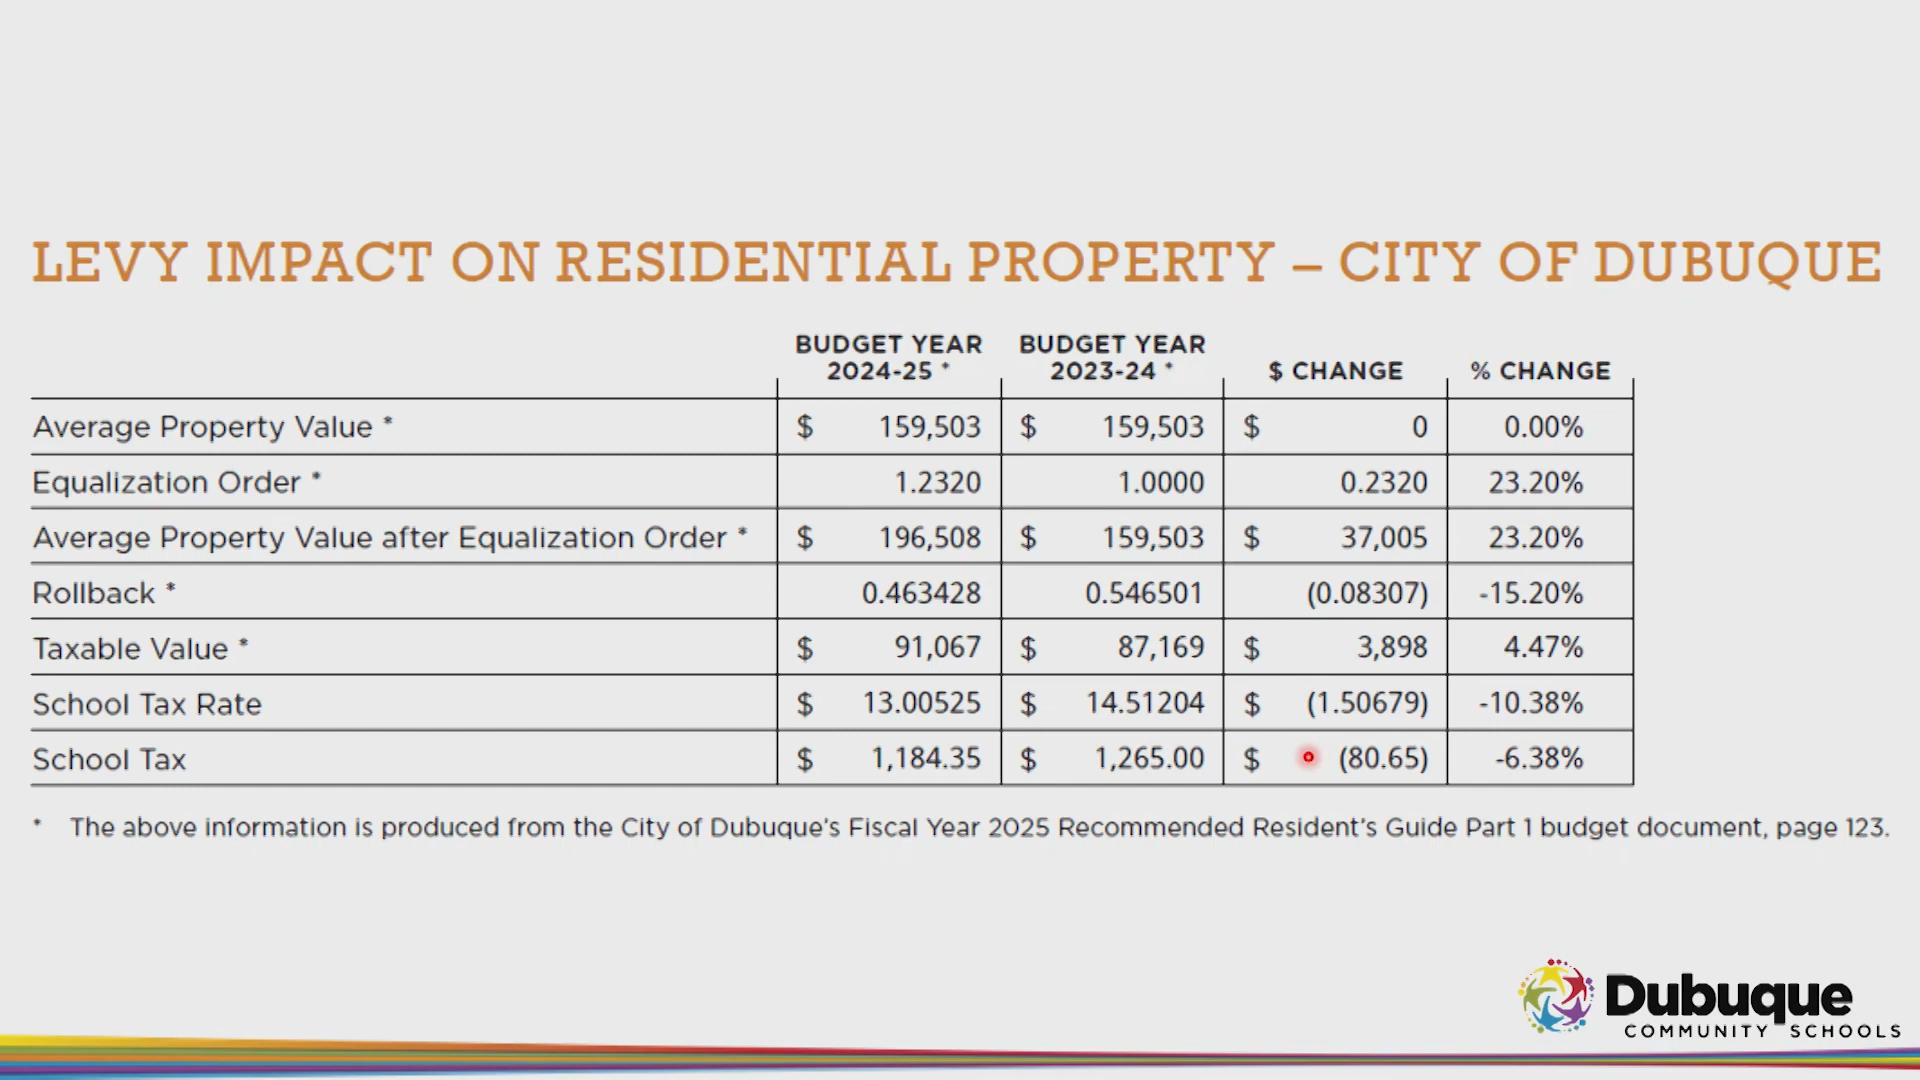 LEVY IMPACT ON RESIDENTIAL PROPERTY – CITY OF DUBUQUE
BUDGET YEAR 2024-25 * BUDGET YEAR 2023-24 * $ CHANGE % CHANGE
Average Property Value * $ 159,503 $ 159,503 $ 0 0.00%
Equalization Order * 1.2320 1.0000 0.2320 23.20%
Average Property Value after Equalization Order * $ 196,508 $ 159,503 $ 37,005 23.20%
Rollback * 0.463428 0.546501 (0.08307) -15.20%
Taxable Value * $ 91,067 $ 87,169 $ 3,898 4.47%
School Tax Rate $ 13.00525 $ 14.51204 $ (1.50679) -10.38%
School Tax $ 1,184.35 $ 1,265.00 $ (80.65) -6.38%
* The above information is produced from the City of Dubuque's Fiscal Year 2025 Recommended Resident's Guide Part 1 budget document, page 123.
Dubuque
COMMUNITY SCHOOLS